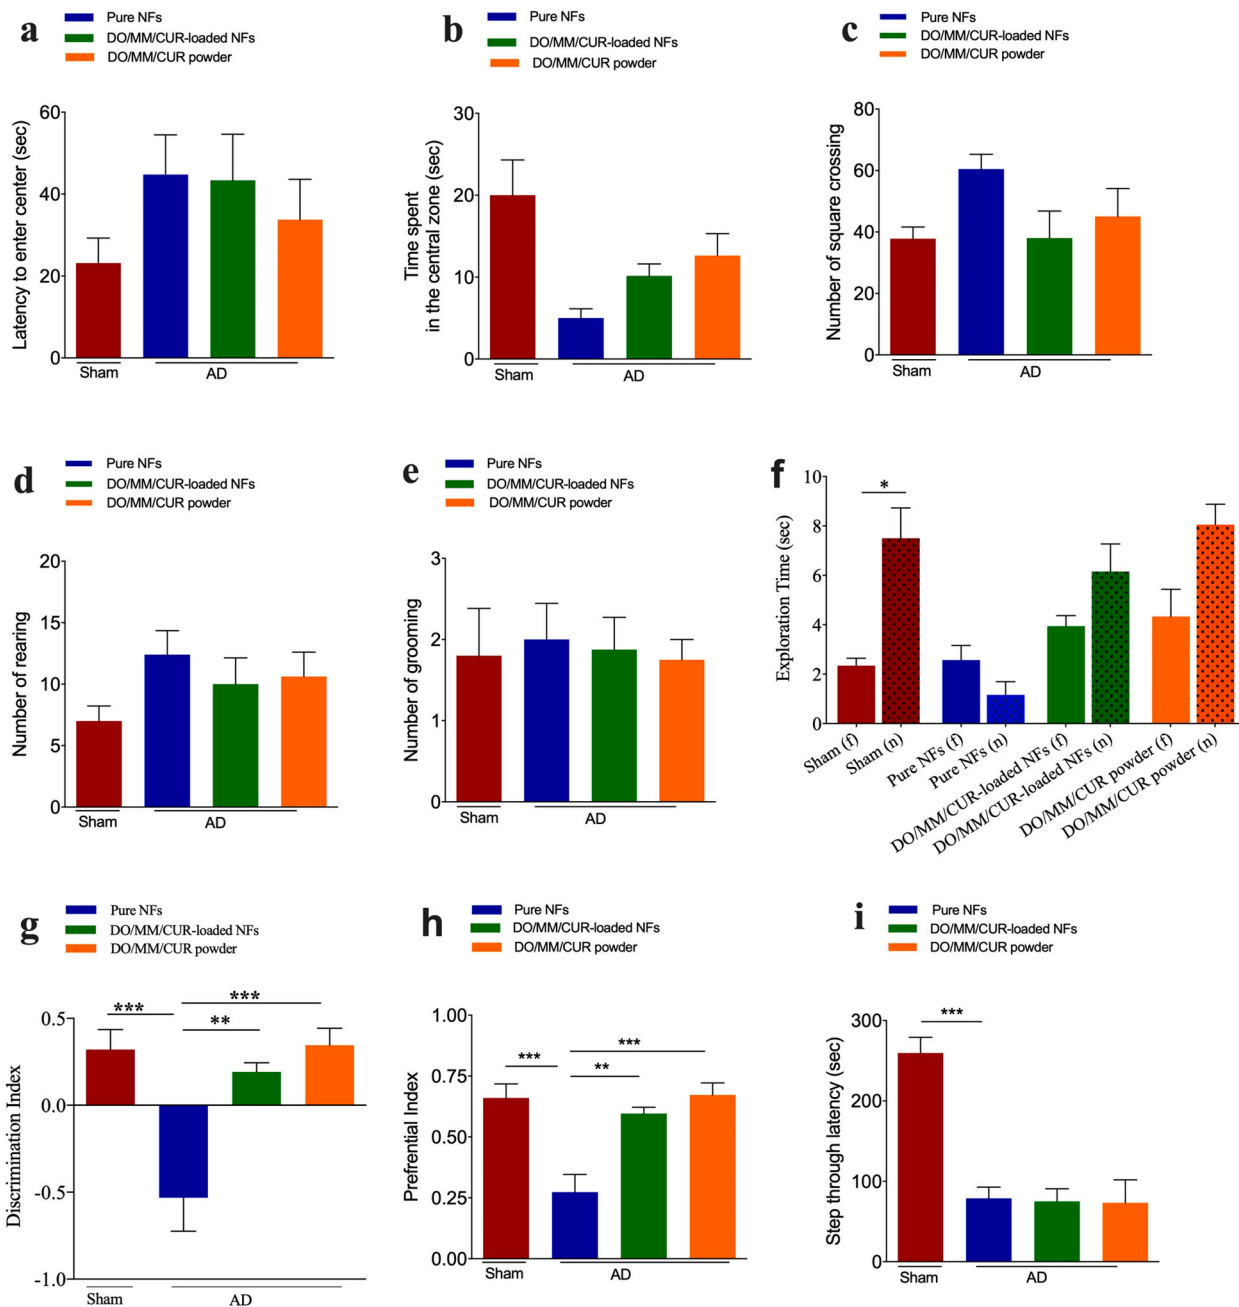 a
Pure NFs
DO/MM/CUR-loaded NFs
DO/MM/CUR powder
Latency to enter center (sec)
60
40
20
0
Sham
AD
b
Pure NFs
DO/MM/CUR-loaded NFs
DO/MM/CUR powder
Time spent
in the central zone (sec)
30
20
10
0
Sham
AD
c
Pure NFs
DO/MM/CUR-loaded NFs
DO/MM/CUR powder
Number of square crossing
80
60
40
20
0
Sham
AD
d
Pure NFs
DO/MM/CUR-loaded NFs
DO/MM/CUR powder
Number of rearing
20
15
10
5
0
Sham
AD
e
Pure NFs
DO/MM/CUR-loaded NFs
DO/MM/CUR powder
Number of grooming
3
2
1
0
Sham
AD
f
Exploration Time (sec)
10
8
6
4
2
0
*
Sham (f)
Sham (n)
Pure NFs (f)
Pure NFs (n)
DO/MM/CUR-loaded NFs (f)
DO/MM/CUR-loaded NFs (n)
DO/MM/CUR powder (f)
DO/MM/CUR powder (n)
g
Pure NFs
DO/MM/CUR-loaded NFs
DO/MM/CUR powder
Discrimination Index
0.5
0.0
-0.5
-1.0
***
***
**
Sham
AD
h
Pure NFs
DO/MM/CUR-loaded NFs
DO/MM/CUR powder
Prefrential Index
1.00
0.75
0.50
0.25
0.00
***
***
**
Sham
AD
i
Pure NFs
DO/MM/CUR-loaded NFs
DO/MM/CUR powder
Step through latency (sec)
300
200
100
0
***
Sham
AD